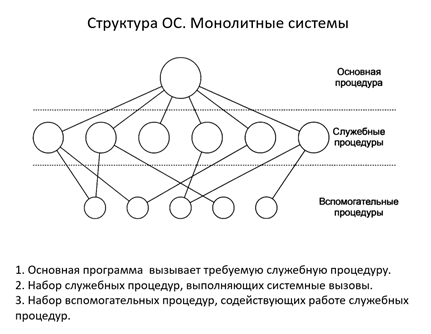 Структура ОС. Монолитные системы
Основная
процедура
Служебные
процедуры
Вспомогательные
процедуры
1. Основная программа вызывает требуемую служебную процедуру.
2. Набор служебных процедур, выполняющих системные вызовы.
3. Набор вспомогательных процедур, содействующих работе служебных
процедур.